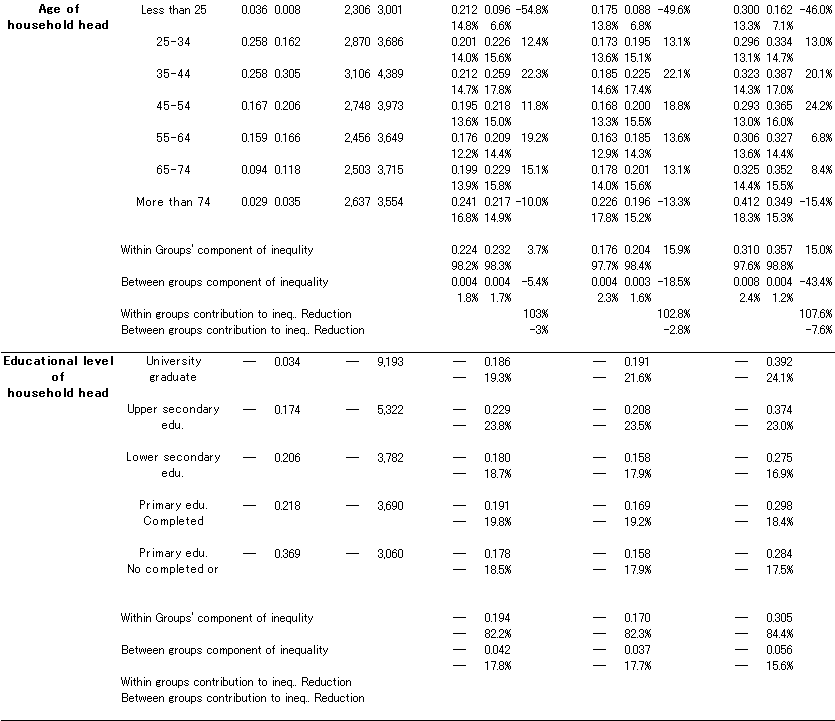 Age of Less than 25 0.036 0.008 2,306 3,001 0.212 0.096 -54.8% 0.175 0.088 -49.6% 0.300 0.162 -46.0%
household head 14.8% 6.6% 13.8% 6.8% 13.3% 7.1%
25-34 0.258 0.162 2,870 3,686 0.201 0.226 12.4% 0.173 0.195 13.1% 0.296 0.334 13.0%
14.0% 15.6% 13.6% 15.1% 13.1% 14.7%
35-44 0.258 0.305 3,106 4,389 0.212 0.259 22.3% 0.185 0.225 22.1% 0.323 0.387 20.1%
14.7% 17.8% 14.6% 17.4% 14.3% 17.0%
45-54 0.167 0.206 2,748 3,973 0.195 0.218 11.8% 0.168 0.200 18.8% 0.293 0.365 24.2%
13.6% 15.0% 13.3% 15.5% 13.0% 16.0%
55-64 0.159 0.166 2,456 3,649 0.176 0.209 19.2% 0.163 0.185 13.6% 0.306 0.327 6.8%
12.2% 14.4% 12.9% 14.3% 13.6% 14.4%
65-74 0.094 0.118 2,503 3,715 0.199 0.229 15.1% 0.178 0.201 13.1% 0.325 0.352 8.4%
13.9% 15.8% 14.0% 15.6% 14.4% 15.5%
More than 74 0.029 0.035 2,637 3,554 0.241 0.217 -10.0% 0.226 0.196 -13.3% 0.412 0.349 -15.4%
16.8% 14.9% 17.8% 15.2% 18.3% 15.3%
Within Groups' component of inequlity 0.224 0.232 3.7% 0.176 0.204 15.9% 0.310 0.357 15.0%
98.2% 98.3% 97.7% 98.4% 97.6% 98.8%
Between groups component of inequality 0.004 0.004 -5.4% 0.004 0.003 -18.5% 0.008 0.004 -43.4%
1.8% 1.7% 2.3% 1.6% 2.4% 1.2%
Within groups contribution to ineq.. Reduction 103% 102.8% 107.6%
Between groups contribution to ineq.. Reduction -3% -2.8% -7.6%
Educational level University — 0.034 — 9,193 — 0.186 — 0.191 — 0.392
of graduate — 19.3% — 21.6% — 24.1%
household head
Upper secondary — 0.174 — 5,322 — 0.229 — 0.208 — 0.374
edu. — 23.8% — 23.5% — 23.0%
Lower secondary — 0.206 — 3,782 — 0.180 — 0.158 — 0.275
edu. — 18.7% — 17.9% — 16.9%
Primary edu. — 0.218 — 3,690 — 0.191 — 0.169 — 0.298
Completed — 19.8% — 19.2% — 18.4%
Primary edu. — 0.369 — 3,060 — 0.178 — 0.158 — 0.284
No completed or — 18.5% — 17.9% — 17.5%
Within Groups' component of inequlity — 0.194 — 0.170 — 0.305
— 82.2% — 82.3% — 84.4%
Between groups component of inequality — 0.042 — 0.037 — 0.056
— 17.8% — 17.7% — 15.6%
Within groups contribution to ineq.. Reduction
Between groups contribution to ineq.. Reduction